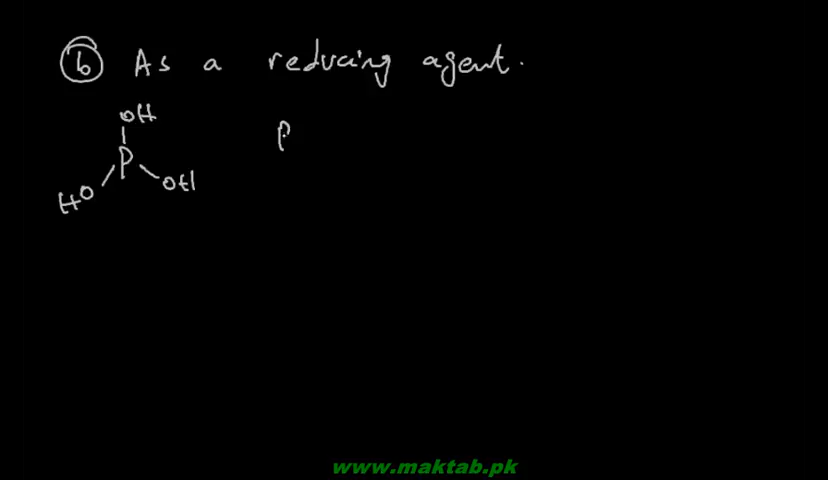 b As a reducing agent.
OH
P P
HO OH
www.maktab.pk